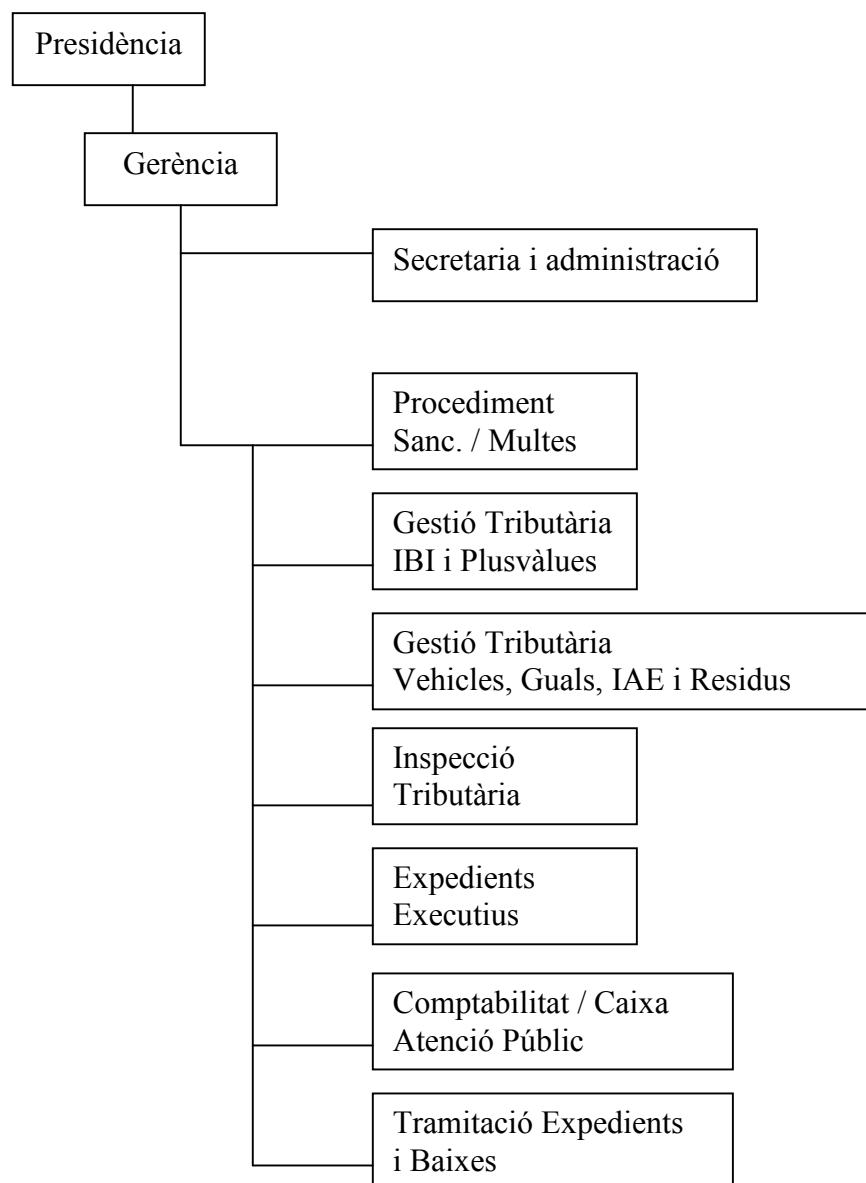 Presidència
Gerència
Secretaria i administració
Procediment
Sanc. / Multes
Gestió Tributària
IBI i Plusvàlues
Gestió Tributària
Vehicles, Guals, IAE i Residus
Inspecció
Tributària
Expedients
Executius
Comptabilitat / Caixa
Atenció Públic
Tramitació Expedients
i Baixes